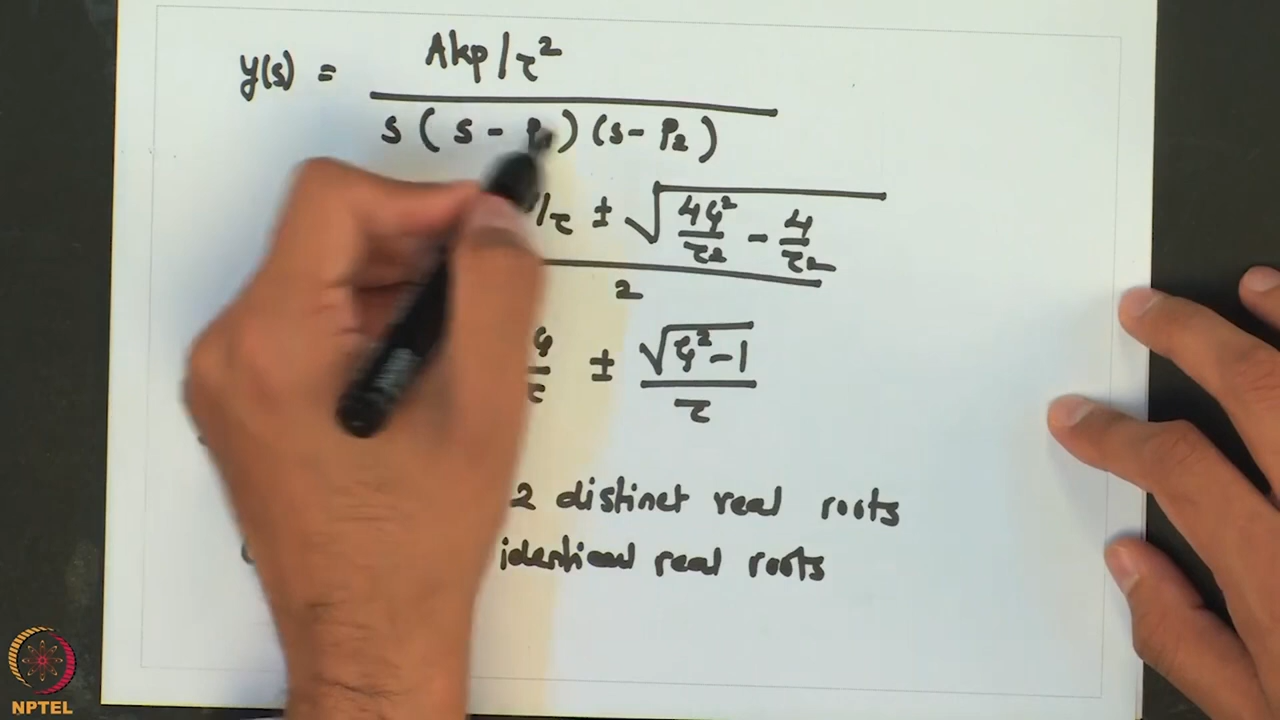 y(s) = Akp/τ²
s(s - P₁)(s - P₂)
/τ ± √(4ζ²/τ² - 4/τ²)
2
ζ/τ ± √(ζ²-1)/τ
2 distinct real roots
identical real roots
NPTEL